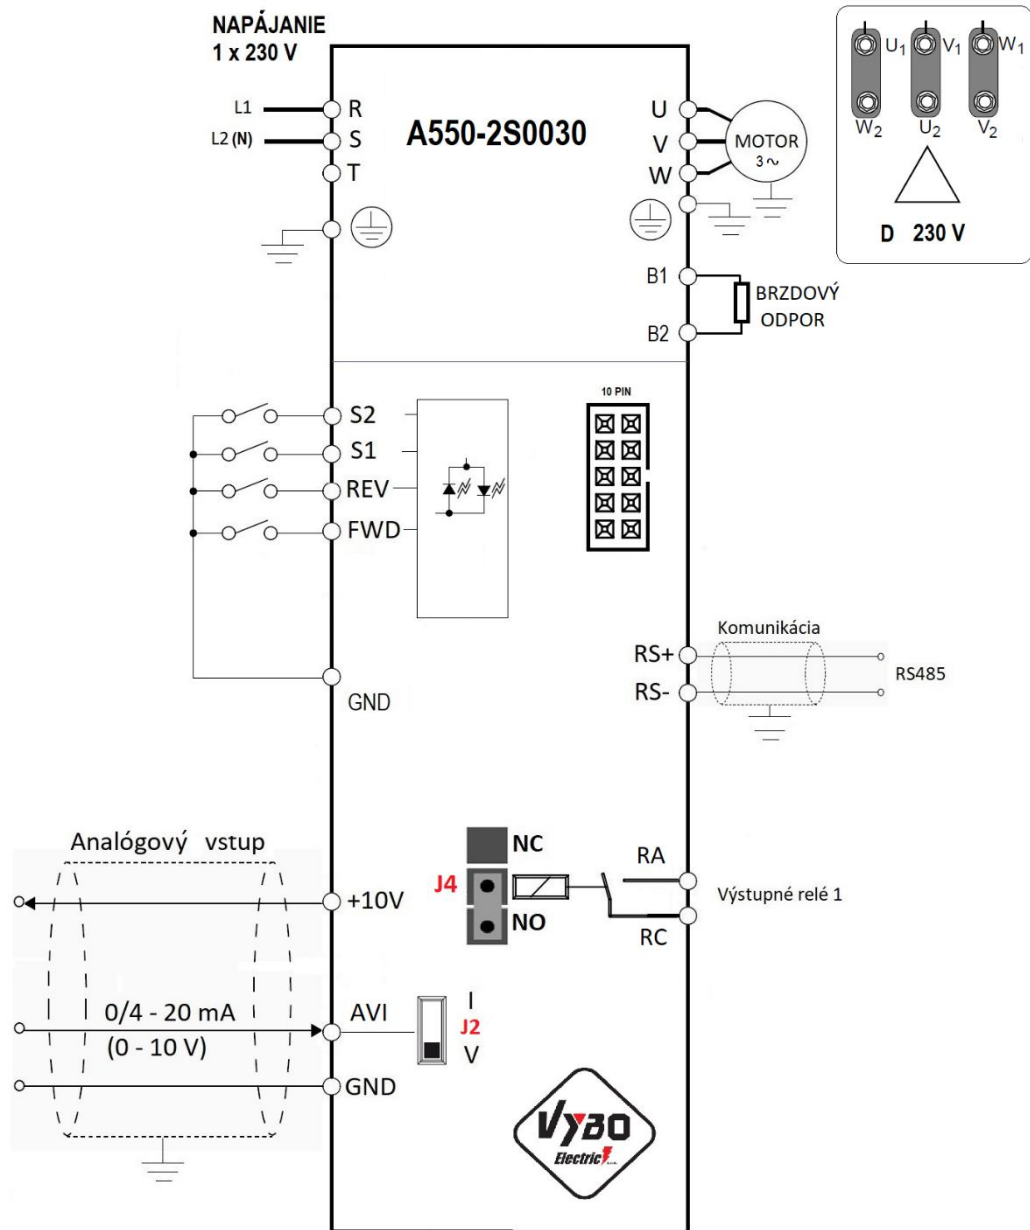 NAPÁJANIE
1 x 230 V
L1
R
L2 (N)
S
T
A550-2S0030
U
V
W
MOTOR
3~
U1
V1
W1
W2
U2
V2
D 230 V
B1
B2
BRZDOVÝ
ODPOR
S2
S1
REV
FWD
GND
10 PIN
Komunikácia
RS+
RS-
RS485
Analógový vstup
+10V
0/4 - 20 mA
(0 - 10 V)
AVI
GND
NC
J4
NO
RA
RC
Výstupné relé 1
I
J2
V
VyBO
Electric